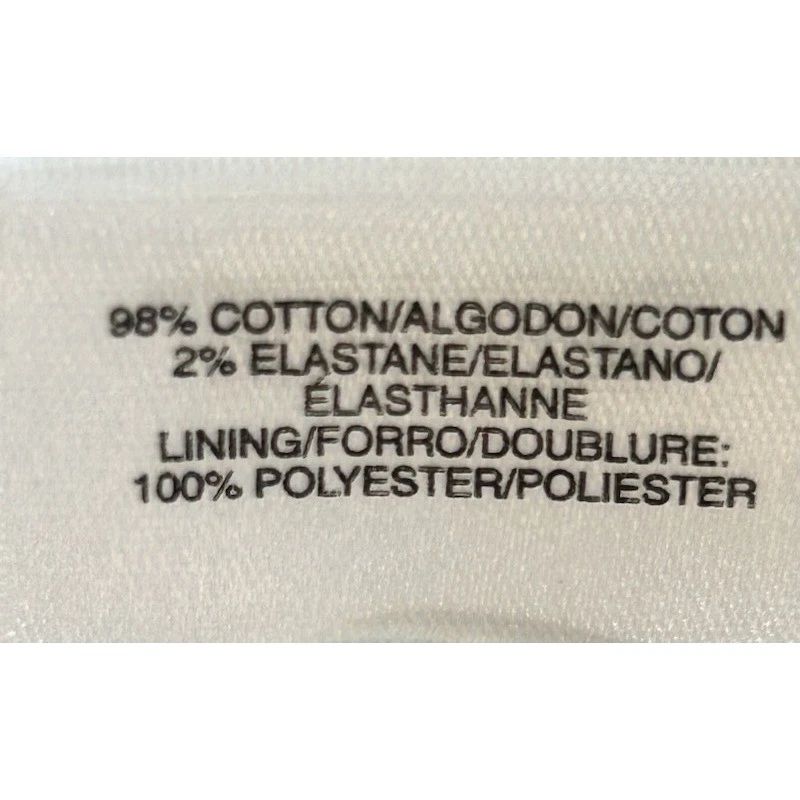 98% COTTON/ALGODON/COTON
2% ELASTANE/ELASTANO/
ÉLASTHANNE
LINING/FORRO/DOUBLURE:
100% POLYESTER/POLIESTER